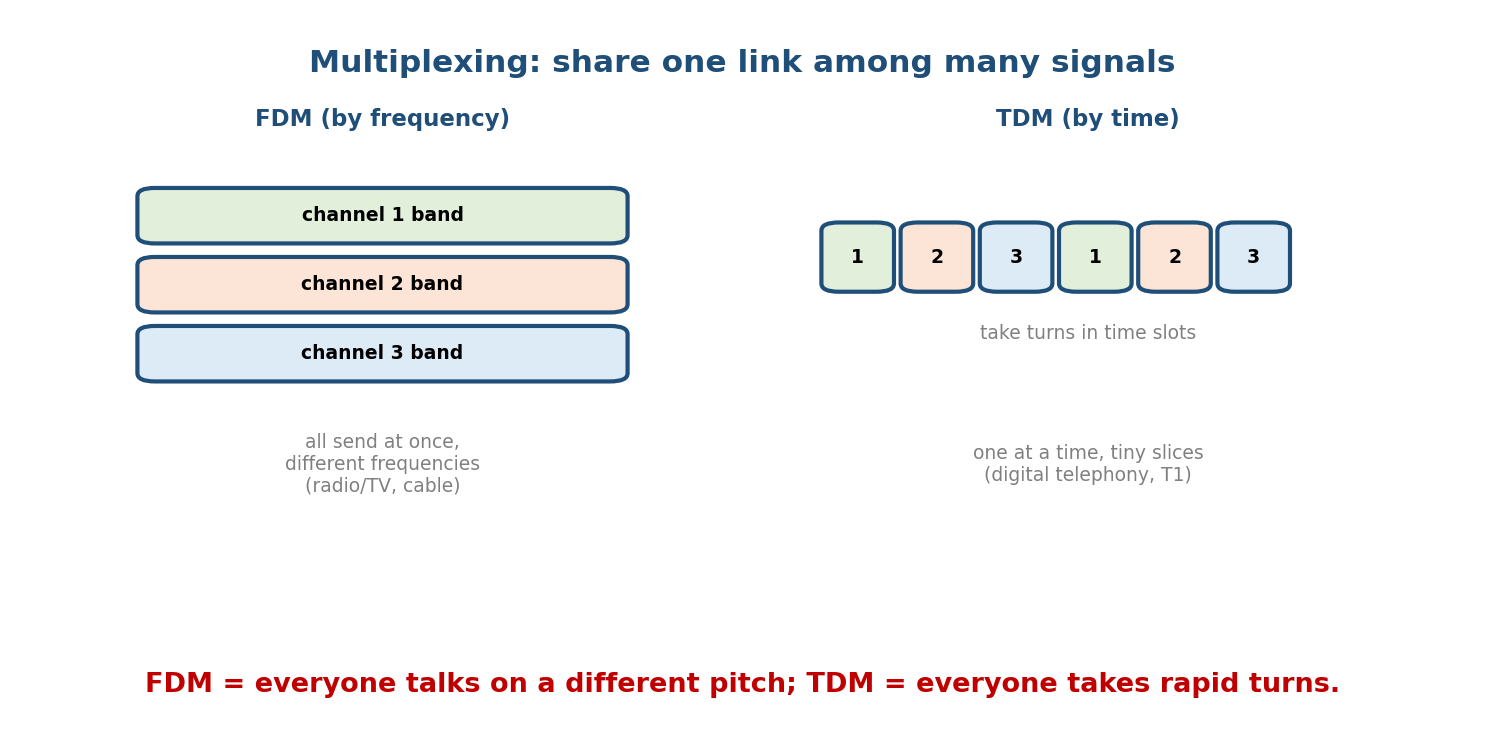 Multiplexing: share one link among many signals
FDM (by frequency)
channel 1 band
channel 2 band
channel 3 band
all send at once,
different frequencies
(radio/TV, cable)
TDM (by time)
1 2 3 1 2 3
take turns in time slots
one at a time, tiny slices
(digital telephony, T1)
FDM = everyone talks on a different pitch; TDM = everyone takes rapid turns.